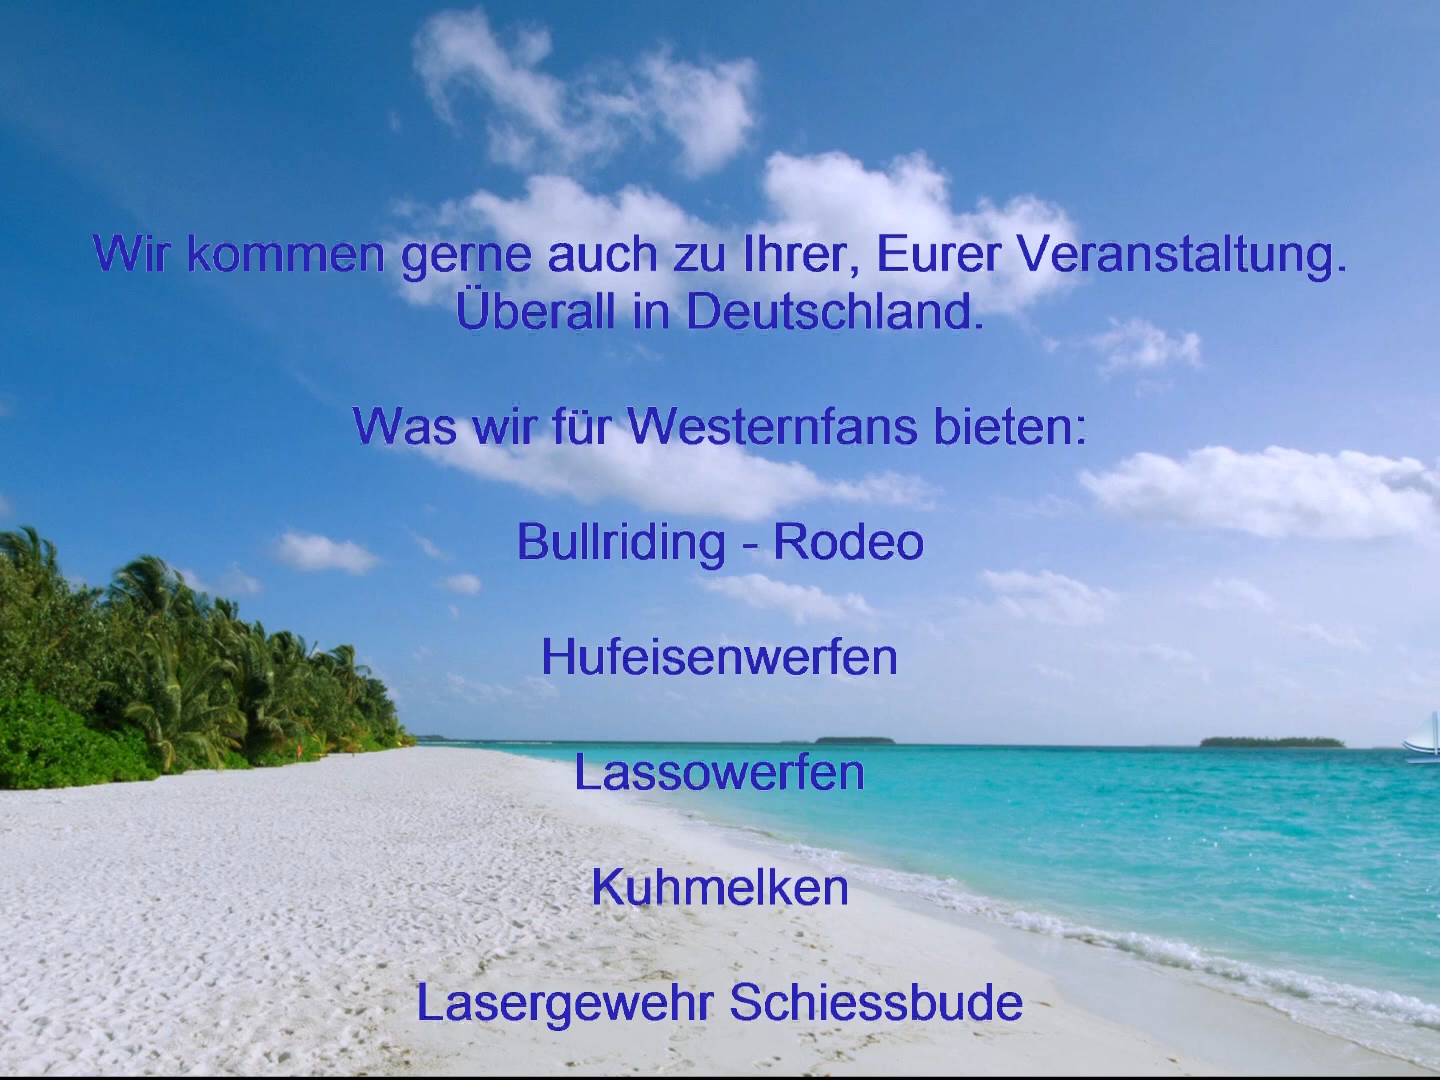 Wir kommen gerne auch zu Ihrer, Eurer Veranstaltung.
Überall in Deutschland.
Was wir für Westernfans bieten:
Bullriding - Rodeo
Hufeisenwerfen
Lassowerfen
Kuhmelken
Lasergewehr Schiessbude